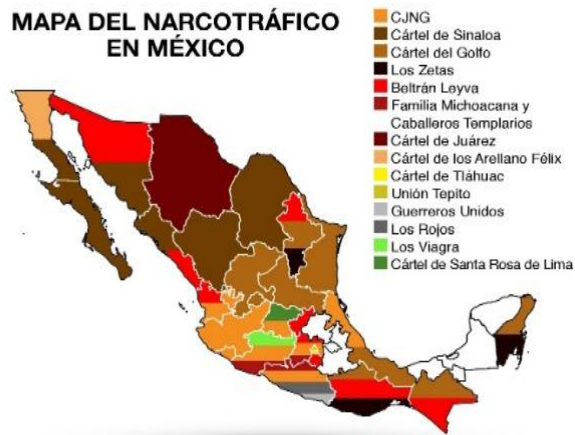 MAPA DEL NARCOTRÁFICO
EN MÉXICO
CJNG
Cártel de Sinaloa
Cártel del Golfo
Los Zetas
Beltrán Leyva
Familia Michoacana y
Caballeros Templarios
Cártel de Juárez
Cártel de los Arellano Félix
Cártel de Tláhuac
Unión Tepito
Guerreros Unidos
Los Rojos
Los Viagra
Cártel de Santa Rosa de Lima